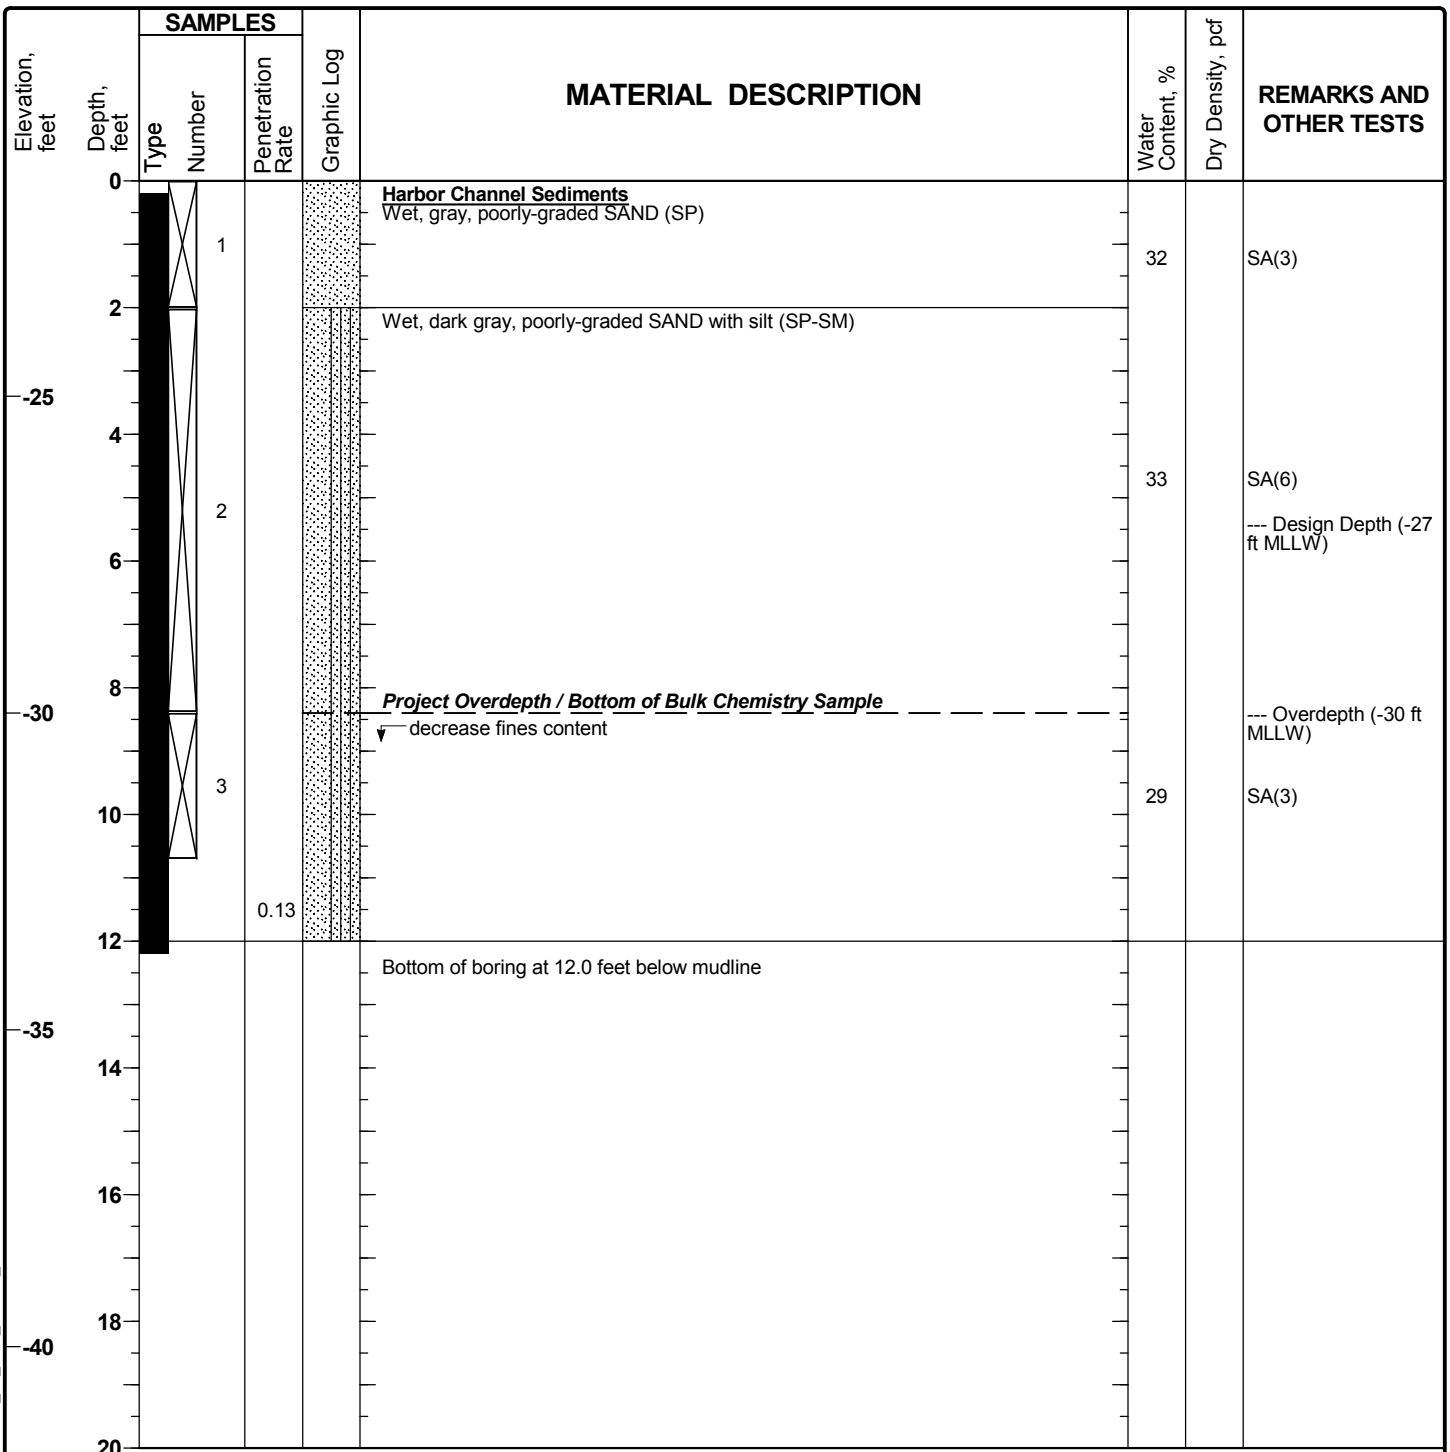 SAMPLES
Elevation,
feet
Depth,
feet
Type
Number
Penetration
Rate
Graphic Log
MATERIAL DESCRIPTION
Water
Content, %
Dry Density, pcf
REMARKS AND
OTHER TESTS
0
Harbor Channel Sediments
Wet, gray, poorly-graded SAND (SP)
1
32
SA(3)
2
Wet, dark gray, poorly-graded SAND with silt (SP-SM)
-25
4
33
SA(6)
2
--- Design Depth (-27
ft MLLW)
6
8
Project Overdepth / Bottom of Bulk Chemistry Sample
-30
--- Overdepth (-30 ft
MLLW)
decrease fines content
3
29
SA(3)
10
0.13
12
Bottom of boring at 12.0 feet below mudline
-35
14
16
18
-40
20